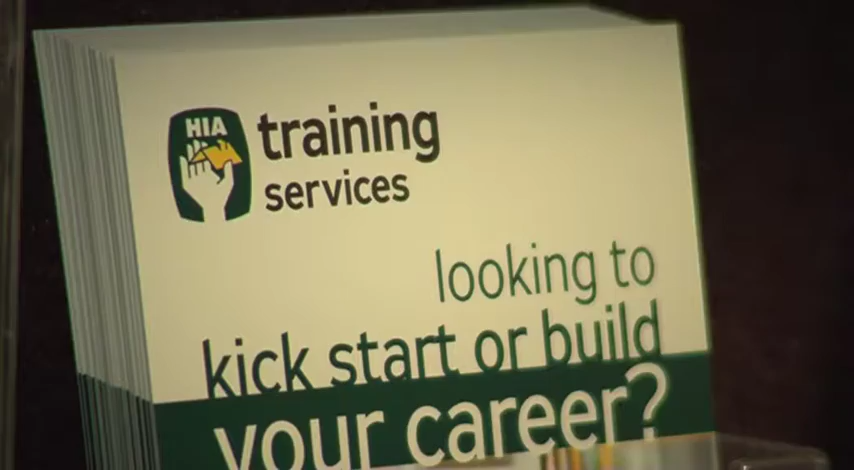 HIA
training
services
looking to
kick start or build
your career?